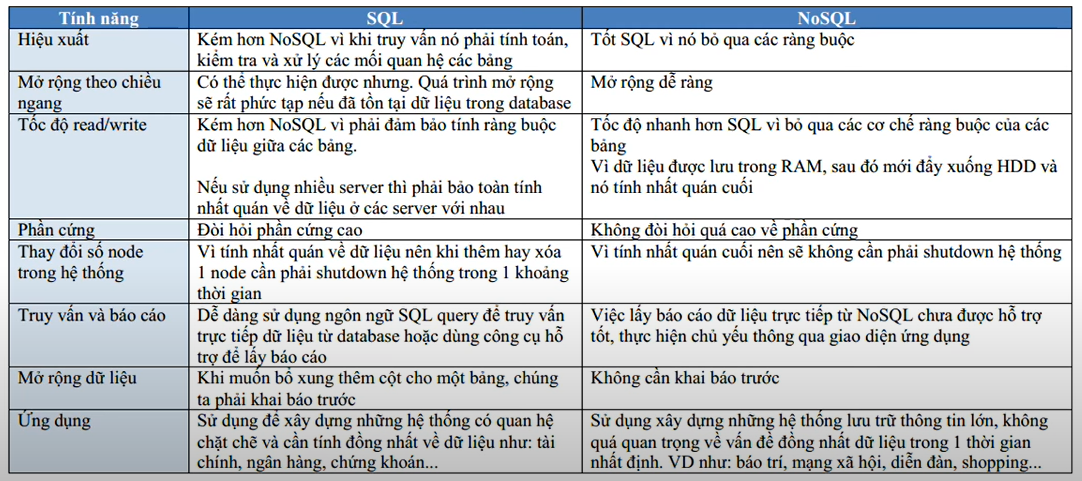 Tính năng
SQL
NoSQL
Hiệu xuất
Kém hơn NoSQL vì khi truy vấn nó phải tính toán,
kiểm tra và xử lý các mối quan hệ các bảng
Tốt SQL vì nó bỏ qua các ràng buộc
Mở rộng theo chiều
ngang
Có thể thực hiện được nhưng. Quá trình mở rộng
sẽ rất phức tạp nếu đã tồn tại dữ liệu trong database
Mở rộng dễ ràng
Tốc độ read/write
Kém hơn NoSQL vì phải đảm bảo tính ràng buộc
dữ liệu giữa các bảng.
Nếu sử dụng nhiều server thì phải bảo toàn tính
nhất quán về dữ liệu ở các server với nhau
Tốc độ nhanh hơn SQL vì bỏ qua các cơ chế ràng buộc của các
bảng
Vì dữ liệu được lưu trong RAM, sau đó mới đẩy xuống HDD và
nó tính nhất quán cuối
Phần cứng
Đòi hỏi phần cứng cao
Không đòi hỏi quá cao về phần cứng
Thay đổi số node
trong hệ thống
Vì tính nhất quán về dữ liệu nên khi thêm hay xóa
1 node cần phải shutdown hệ thống trong 1 khoảng
thời gian
Vì tính nhất quán cuối nên sẽ không cần phải shutdown hệ thống
Truy vấn và báo cáo
Dễ dàng sử dụng ngôn ngữ SQL query để truy vấn
trực tiếp dữ liệu từ database hoặc dùng công cụ hỗ
trợ để lấy báo cáo
Việc lấy báo cáo dữ liệu trực tiếp từ NoSQL chưa được hỗ trợ
tốt, thực hiện chủ yếu thông qua giao diện ứng dụng
Mở rộng dữ liệu
Khi muốn bổ xung thêm cột cho một bảng, chúng
ta phải khai báo trước
Không cần khai báo trước
Ứng dụng
Sử dụng để xây dựng những hệ thống có quan hệ
chặt chẽ và cần tính đồng nhất về dữ liệu như: tài
chính, ngân hàng, chứng khoán...
Sử dụng xây dựng những hệ thống lưu trữ thông tin lớn, không
quá quan trọng về vấn đề đồng nhất dữ liệu trong 1 thời gian
nhất định. VD như: báo trí, mạng xã hội, diễn đàn, shopping...